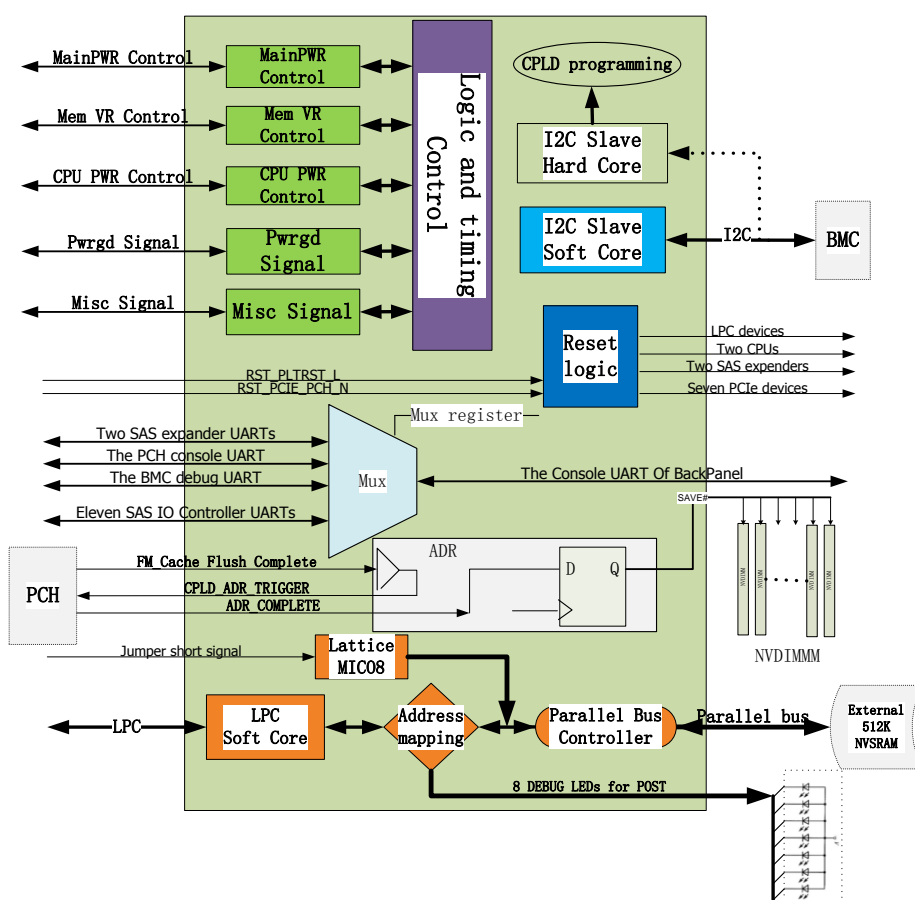 MainPWR Control
MainPWR
Control
Mem VR Control
Mem VR
Control
CPU PWR Control
CPU PWR
Control
Pwrgd Signal
Pwrgd
Signal
Misc Signal
Misc Signal
Logic and timing
Control
CPLD programming
I2C Slave
Hard Core
I2C Slave
Soft Core
I2C
BMC
Reset
logic
LPC devices
Two CPUs
Two SAS expenders
Seven PCIe devices
RST_PLTRST_L
RST_PCIE_PCH_N
Mux register
Two SAS expander UARTs
The PCH console UART
The BMC debug UART
Eleven SAS IO Controller UARTs
Mux
The Console UART Of BackPanel
SAVE#
NVDIMM
NVDIMM
NVDIMM
NVDIMM
NVDIMMM
PCH
FM_Cache Flush Complete
CPLD_ADR_TRIGGER
ADR_COMPLETE
ADR
D
Q
Jumper short signal
Lattice
MICO8
LPC
LPC
Soft Core
Address
mapping
Parallel Bus
Controller
Parallel bus
External
512K
NVSRAM
8 DEBUG LEDs for POST